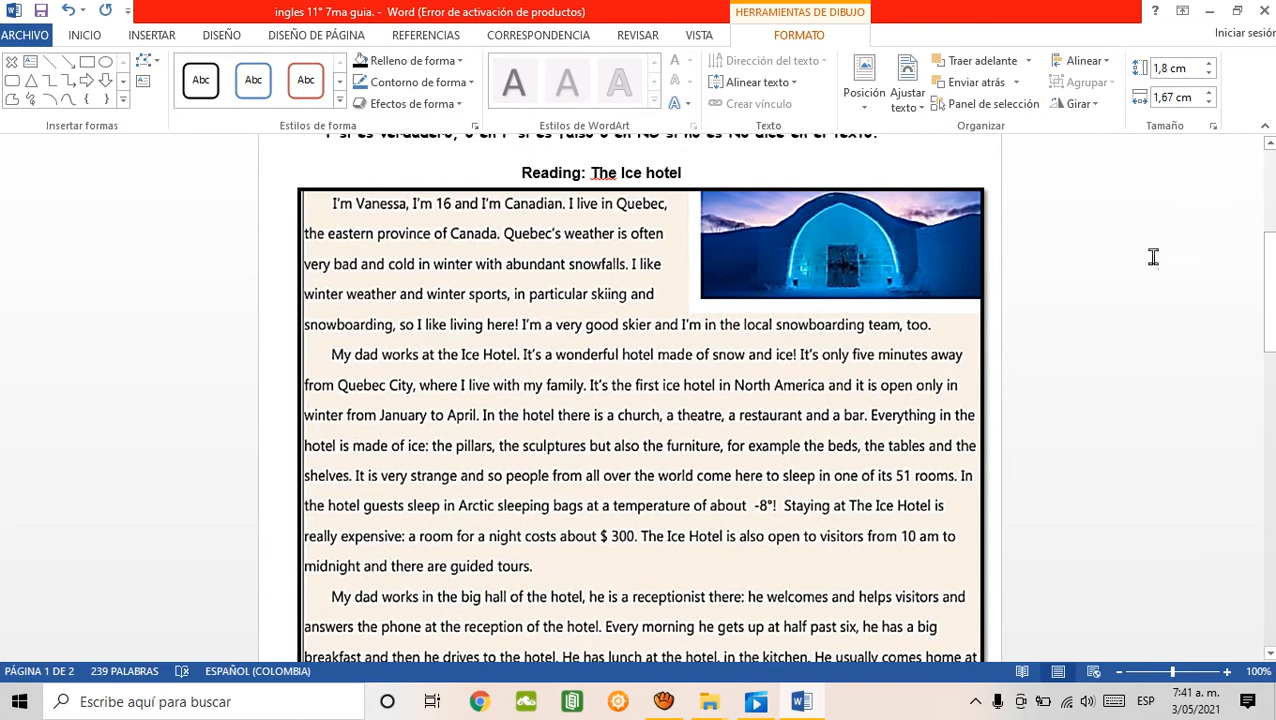 ingles 11° 7ma guia. - Word (Error de activación de productos)
HERRAMIENTAS DE DIBUJO
ARCHIVO INICIO INSERTAR DISEÑO DISEÑO DE PÁGINA REFERENCIAS CORRESPONDENCIA REVISAR VISTA FORMATO
Iniciar sesión
Abc Abc Abc
Relleno de forma
Contorno de forma
Efectos de forma
A A A A
A
A
Dirección del texto
Alinear texto
Crear vínculo
Posición
Ajustar texto
Traer adelante
Enviar atrás
Panel de selección
Alinear
Agrupar
Girar
1,8 cm
1,67 cm
Insertar formas Estilos de forma Estilos de WordArt Texto Organizar Tamaño
Reading: The Ice hotel
I'm Vanessa, I'm 16 and I'm Canadian. I live in Quebec,
the eastern province of Canada. Quebec's weather is often
very bad and cold in winter with abundant snowfalls. I like
winter weather and winter sports, in particular skiing and
snowboarding, so I like living here! I'm a very good skier and I'm in the local snowboarding team, too.
My dad works at the Ice Hotel. It's a wonderful hotel made of snow and ice! It's only five minutes away
from Quebec City, where I live with my family. It's the first ice hotel in North America and it is open only in
winter from January to April. In the hotel there is a church, a theatre, a restaurant and a bar. Everything in the
hotel is made of ice: the pillars, the sculptures but also the furniture, for example the beds, the tables and the
shelves. It is very strange and so people from all over the world come here to sleep in one of its 51 rooms. In
the hotel guests sleep in Arctic sleeping bags at a temperature of about -8°! Staying at The Ice Hotel is
really expensive: a room for a night costs about $ 300. The Ice Hotel is also open to visitors from 10 am to
midnight and there are guided tours.
My dad works in the big hall of the hotel, he is a receptionist there: he welcomes and helps visitors and
answers the phone at the reception of the hotel. Every morning he gets up at half past six, he has a big
breakfast and then he drives to the hotel. He has lunch at the hotel, in the kitchen. He usually comes home at
PÁGINA 1 DE 2 239 PALABRAS ESPAÑOL (COLOMBIA) 100%
Escribe aquí para buscar
ESP
7:41 a. m.
3/05/2021